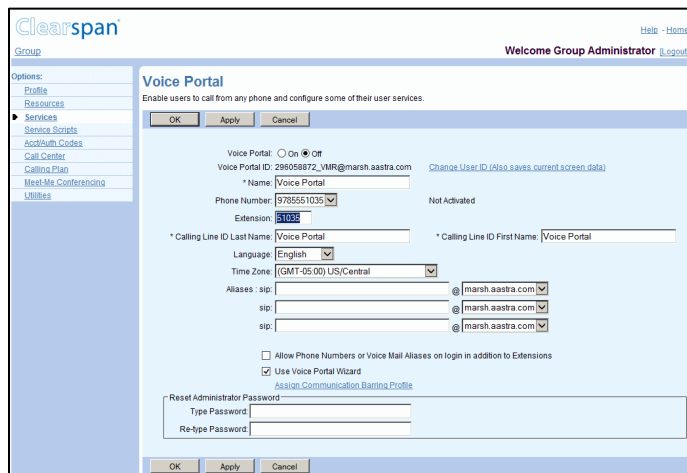 Clearspan
Help - Home
Group
Welcome Group Administrator [Logout]
Options:
Profile
Resources
Services
Service Scripts
Acct/Auth Codes
Call Center
Calling Plan
Meet-Me Conferencing
Utilities
Voice Portal
Enable users to call from any phone and configure some of their user services.
OK Apply Cancel
Voice Portal: On Off
Voice Portal ID: 296058872_VMR@marsh.aastra.com Change User ID (Also saves current screen data)
* Name: Voice Portal
Phone Number: 9785551035 Not Activated
Extension: 51035
* Calling Line ID Last Name: Voice Portal * Calling Line ID First Name: Voice Portal
Language: English
Time Zone: (GMT-05:00) US/Central
Aliases : sip: @ marsh.aastra.com
sip: @ marsh.aastra.com
sip: @ marsh.aastra.com
Allow Phone Numbers or Voice Mail Aliases on login in addition to Extensions
Use Voice Portal Wizard
Assign Communication Barring Profile
Reset Administrator Password
Type Password:
Re-type Password:
OK Apply Cancel